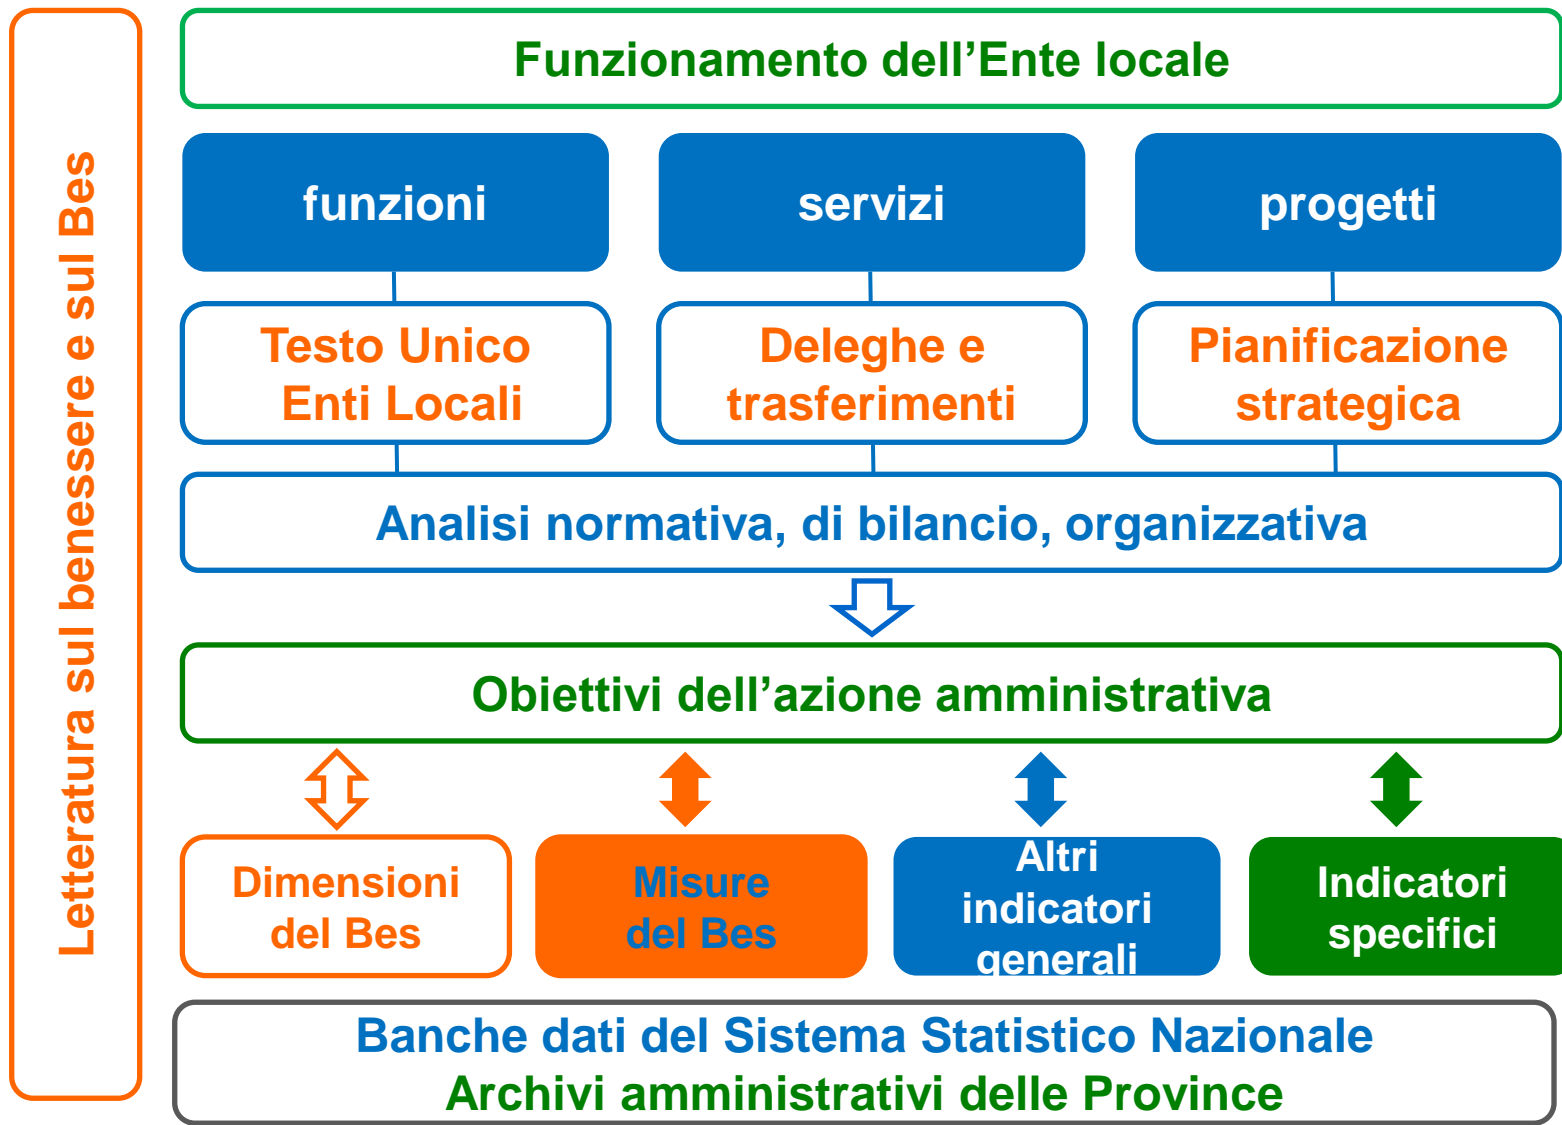 Letteratura sul benessere e sul Bes
Funzionamento dell’Ente locale
funzioni
servizi
progetti
Testo Unico
Enti Locali
Deleghe e
trasferimenti
Pianificazione
strategica
Analisi normativa, di bilancio, organizzativa
Obiettivi dell’azione amministrativa
Dimensioni
del Bes
Misure
del Bes
Altri
indicatori
generali
Indicatori
specifici
Banche dati del Sistema Statistico Nazionale
Archivi amministrativi delle Province